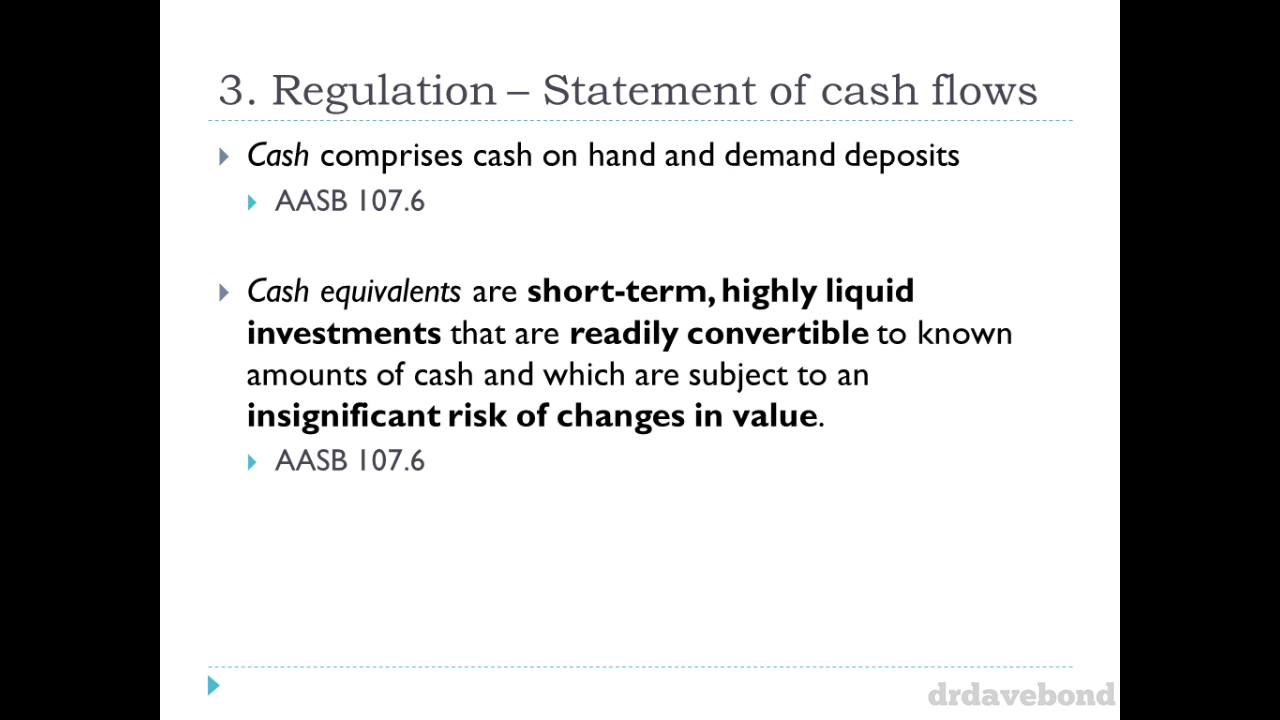 3. Regulation – Statement of cash flows
Cash comprises cash on hand and demand deposits
AASB 107.6
Cash equivalents are short-term, highly liquid
investments that are readily convertible to known
amounts of cash and which are subject to an
insignificant risk of changes in value.
AASB 107.6
drdavebond